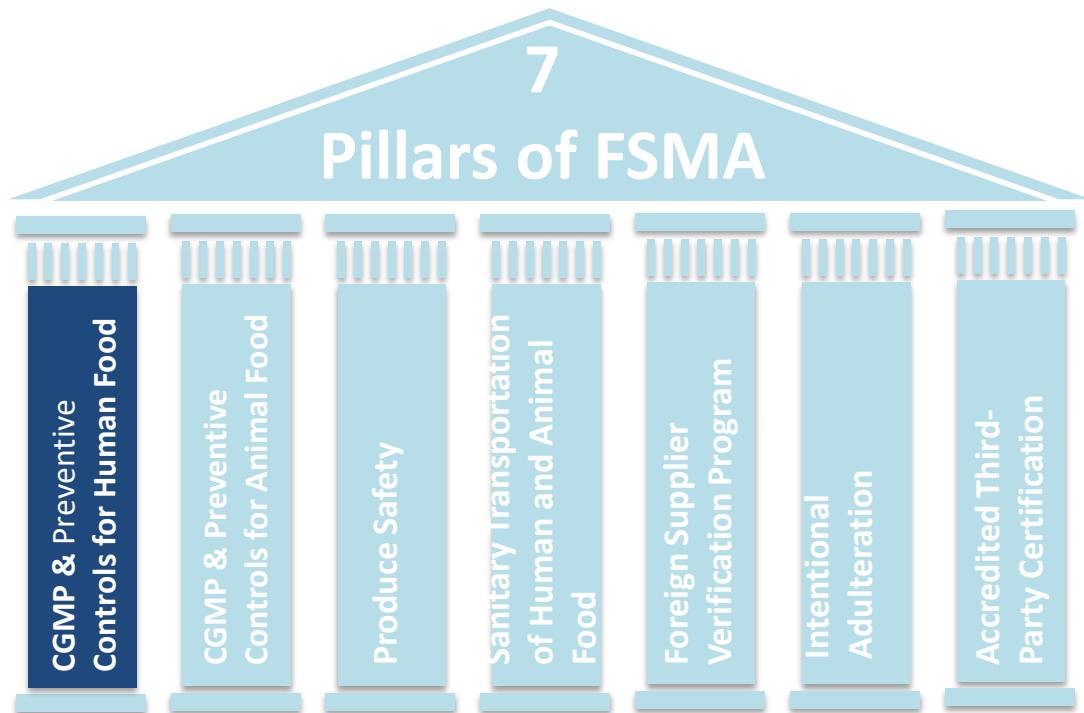 7
Pillars of FSMA
CGMP & Preventive
Controls for Human Food
CGMP & Preventive
Controls for Animal Food
Produce Safety
Sanitary Transportation
of Human and Animal
Food
Foreign Supplier
Verification Program
Intentional
Adulteration
Accredited Third-
Party Certification